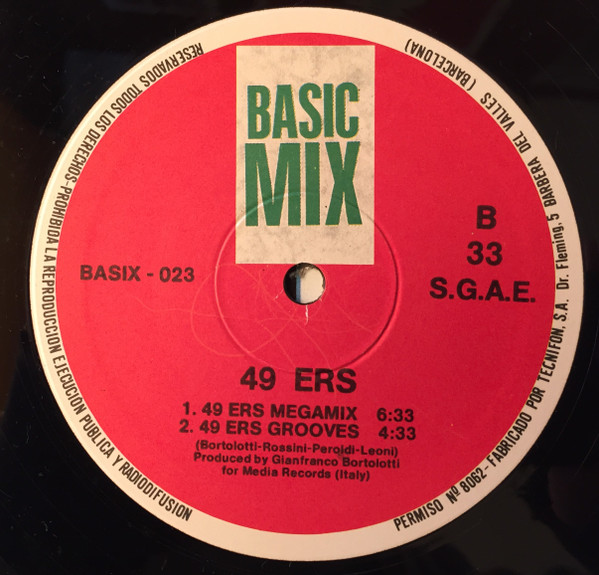 BASIC
MIX
BASIX - 023
B
33
S.G.A.E.
49 ERS
1. 49 ERS MEGAMIX 6:33
2. 49 ERS GROOVES 4:33
(Bortolotti-Rossini-Peroidi-Leoni)
Produced by Gianfranco Bortolotti
for Media Records (Italy)
RESERVADOS TODOS LOS DERECHOS-PROHIBIDA LA REPRODUCCION EJECUCION PUBLICA Y RADIODIFUSION
PERMISO Nº 8062-FABRICADO POR TECNIFON, S.A. Dr. Fleming, 5 BARBERA DEL VALLES (BARCELONA)